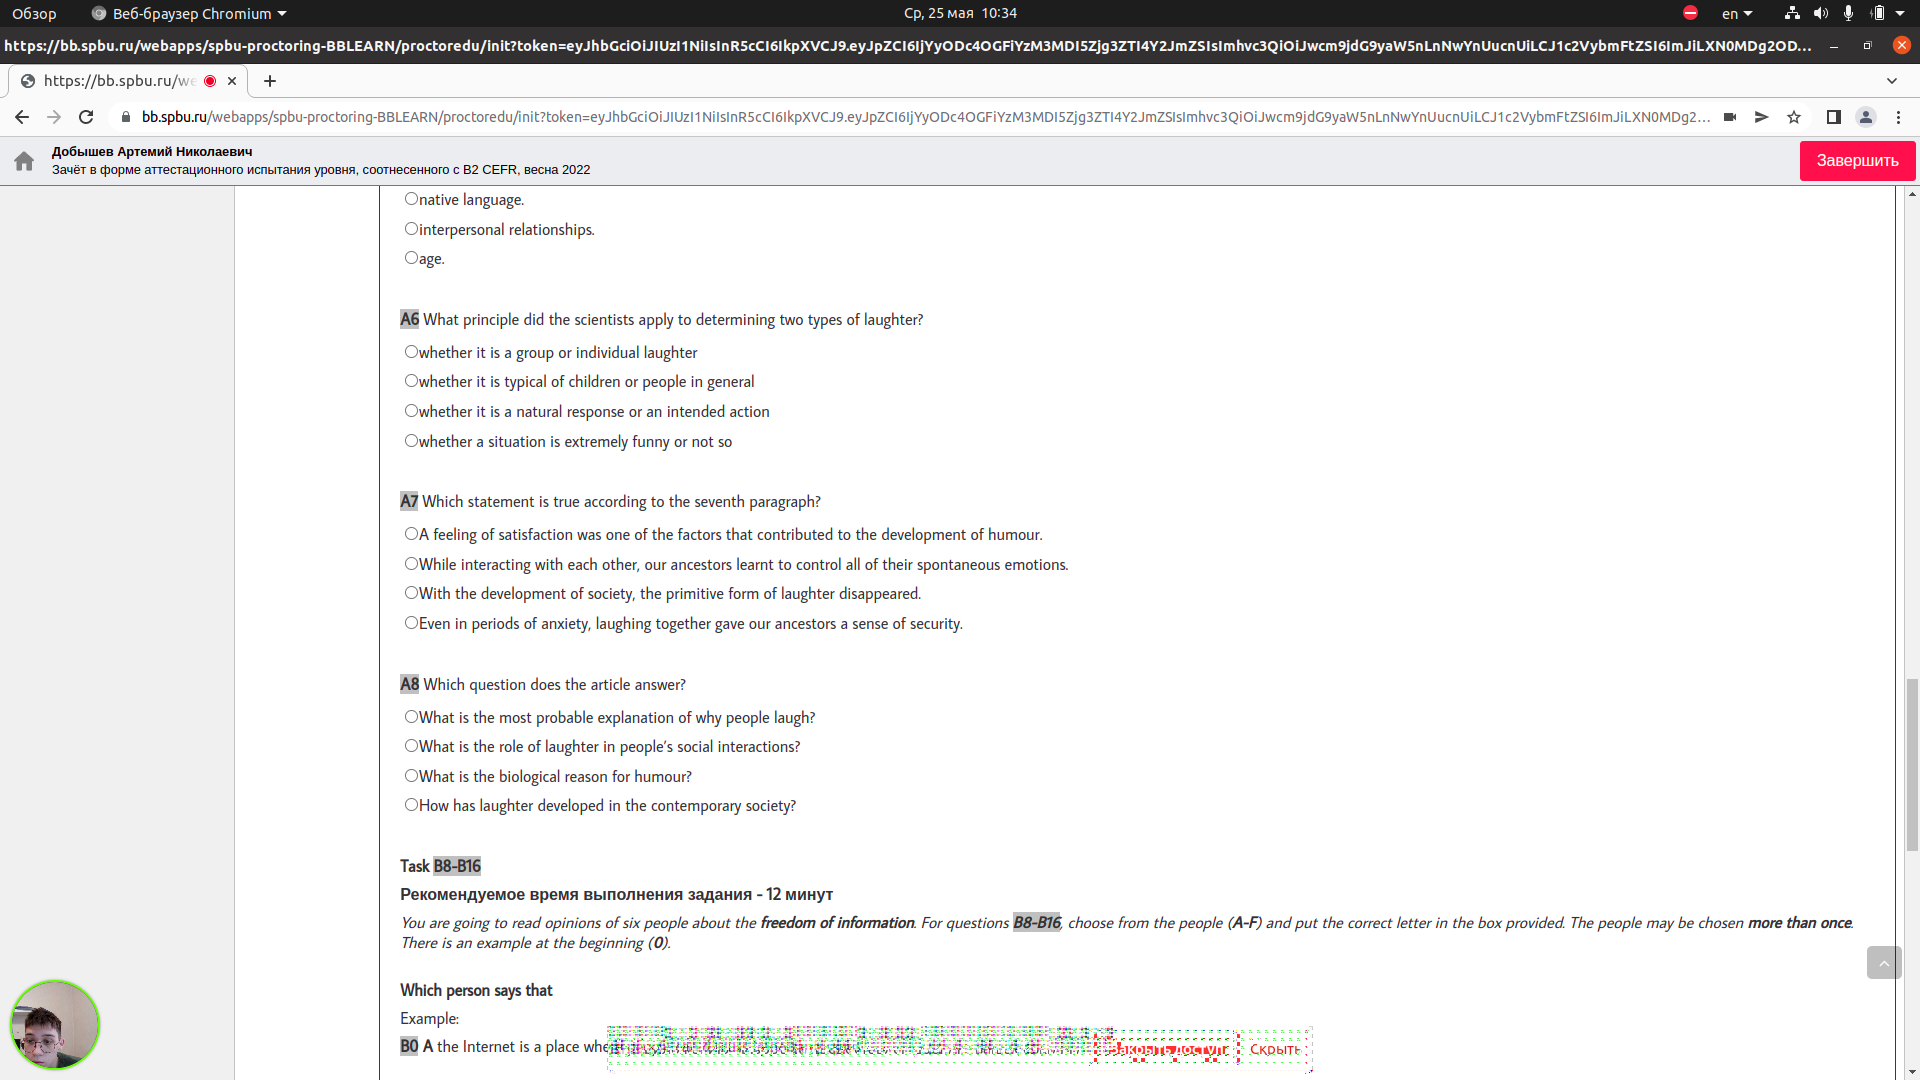 Обзор
Веб-браузер Chromium
Ср, 25 мая 10:34
en
https://bb.spbu.ru/webapps/spbu-proctoring-BBLEARN/proctoredu/init?token=eyJhbGciOiJIUzI1NiIsInR5cCI6IkpXVCJ9.eyJpZCI6IjYyODc4OGFiYzM3MDI5Zjg3ZTI4Y2JmZSIsImhvc3QiOiJwcm9jdG9yaW5nLnNwYnUucnUiLCJ1c2VybmFtZSI6ImJiLXN0MDg2OD...
https://bb.spbu.ru/we
bb.spbu.ru/webapps/spbu-proctoring-BBLEARN/proctoredu/init?token=eyJhbGciOiJIUzI1NiIsInR5cCI6IkpXVCJ9.eyJpZCI6IjYyODc4OGFiYzM3MDI5Zjg3ZTI4Y2JmZSIsImhvc3QiOiJwcm9jdG9yaW5nLnNwYnUucnUiLCJ1c2VybmFtZSI6ImJiLXN0MDg2...
Добышев Артемий Николаевич
Зачёт в форме аттестационного испытания уровня, соотнесенного с B2 CEFR, весна 2022
Завершить
native language.
interpersonal relationships.
age.
A6 What principle did the scientists apply to determining two types of laughter?
whether it is a group or individual laughter
whether it is typical of children or people in general
whether it is a natural response or an intended action
whether a situation is extremely funny or not so
A7 Which statement is true according to the seventh paragraph?
A feeling of satisfaction was one of the factors that contributed to the development of humour.
While interacting with each other, our ancestors learnt to control all of their spontaneous emotions.
With the development of society, the primitive form of laughter disappeared.
Even in periods of anxiety, laughing together gave our ancestors a sense of security.
A8 Which question does the article answer?
What is the most probable explanation of why people laugh?
What is the role of laughter in people's social interactions?
What is the biological reason for humour?
How has laughter developed in the contemporary society?
Task B8-B16
Рекомендуемое время выполнения задания - 12 минут
You are going to read opinions of six people about the freedom of information. For questions B8-B16, choose from the people (A-F) and put the correct letter in the box provided. The people may be chosen more than once.
There is an example at the beginning (0).
Which person says that
Example:
B0 A the Internet is a place
Закрыть доступ
Скрыть